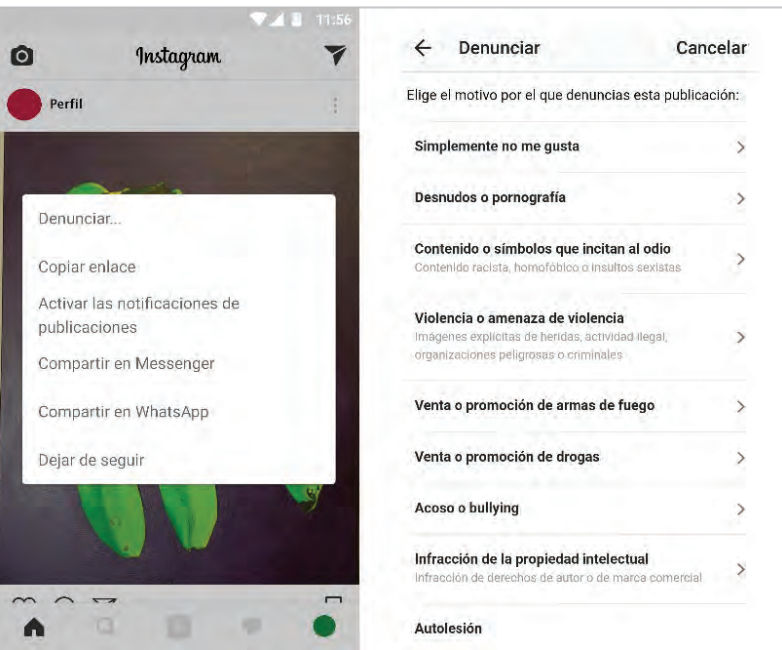 11:56
Instagram
Perfil
Denunciar...
Copiar enlace
Activar las notificaciones de
publicaciones
Compartir en Messenger
Compartir en WhatsApp
Dejar de seguir
Denunciar Cancelar
Elige el motivo por el que denuncias esta publicación:
Simplemente no me gusta
Desnudos o pornografía
Contenido o símbolos que incitan al odio
Contenido racista, homofóbico o insultos sexistas
Violencia o amenaza de violencia
Imágenes explícitas de heridas, actividad ilegal,
organizaciones peligrosas o criminales
Venta o promoción de armas de fuego
Venta o promoción de drogas
Acoso o bullying
Infracción de la propiedad intelectual
Infracción de derechos de autor o de marca comercial
Autolesión